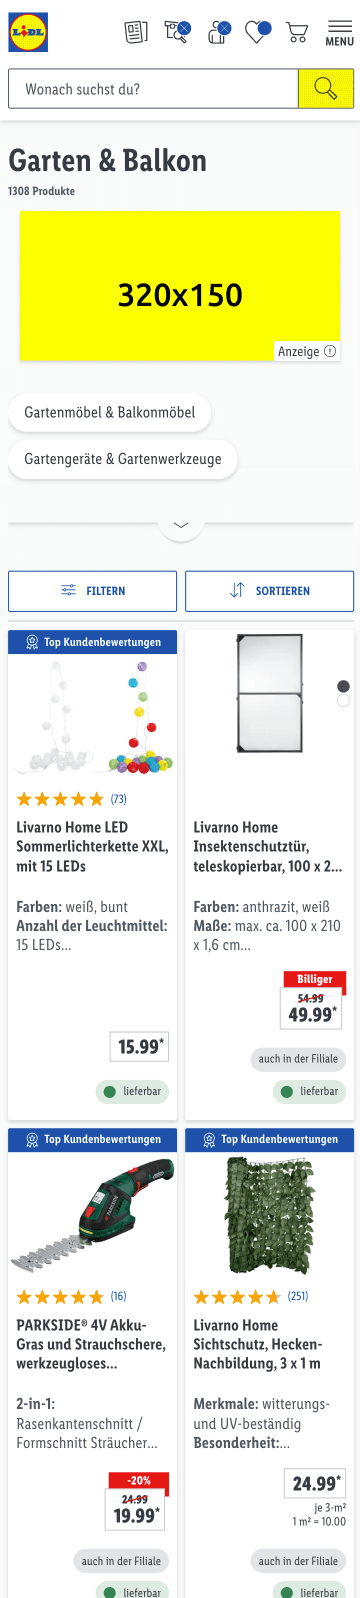 LIDL
MENU
Wonach suchst du?
Garten & Balkon
1308 Produkte
320x150
Anzeige
Gartenmöbel & Balkonmöbel
Gartengeräte & Gartenwerkzeuge
FILTERN
SORTIEREN
Top Kundenbewertungen
(73)
Livarno Home LED
Sommerlichterkette XXL,
mit 15 LEDs
Farben: weiß, bunt
Anzahl der Leuchtmittel:
15 LEDs...
15.99*
lieferbar
Livarno Home
Insektenschutztür,
teleskopierbar, 100 x 2...
Farben: anthrazit, weiß
Maße: max. ca. 100 x 210
x 1,6 cm...
Billiger
54.99
49.99*
auch in der Filiale
lieferbar
Top Kundenbewertungen
PARKSIDE
(16)
PARKSIDE® 4V Akku-
Gras und Strauchschere,
werkzeugloses...
2-in-1:
Rasenkantenschnitt /
Formschnitt Sträucher...
-20%
24.99
19.99*
auch in der Filiale
lieferbar
Top Kundenbewertungen
(251)
Livarno Home
Sichtschutz, Hecken-
Nachbildung, 3 x 1 m
Merkmale: witterungs-
und UV-beständig
Besonderheit:...
24.99*
je 3-m²
1 m² = 10.00
auch in der Filiale
lieferbar